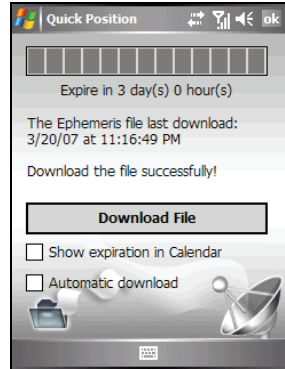 Quick Position
ok
Expire in 3 day(s) 0 hour(s)
The Ephemeris file last download:
3/20/07 at 11:16:49 PM
Download the file successfully!
Download File
Show expiration in Calendar
Automatic download